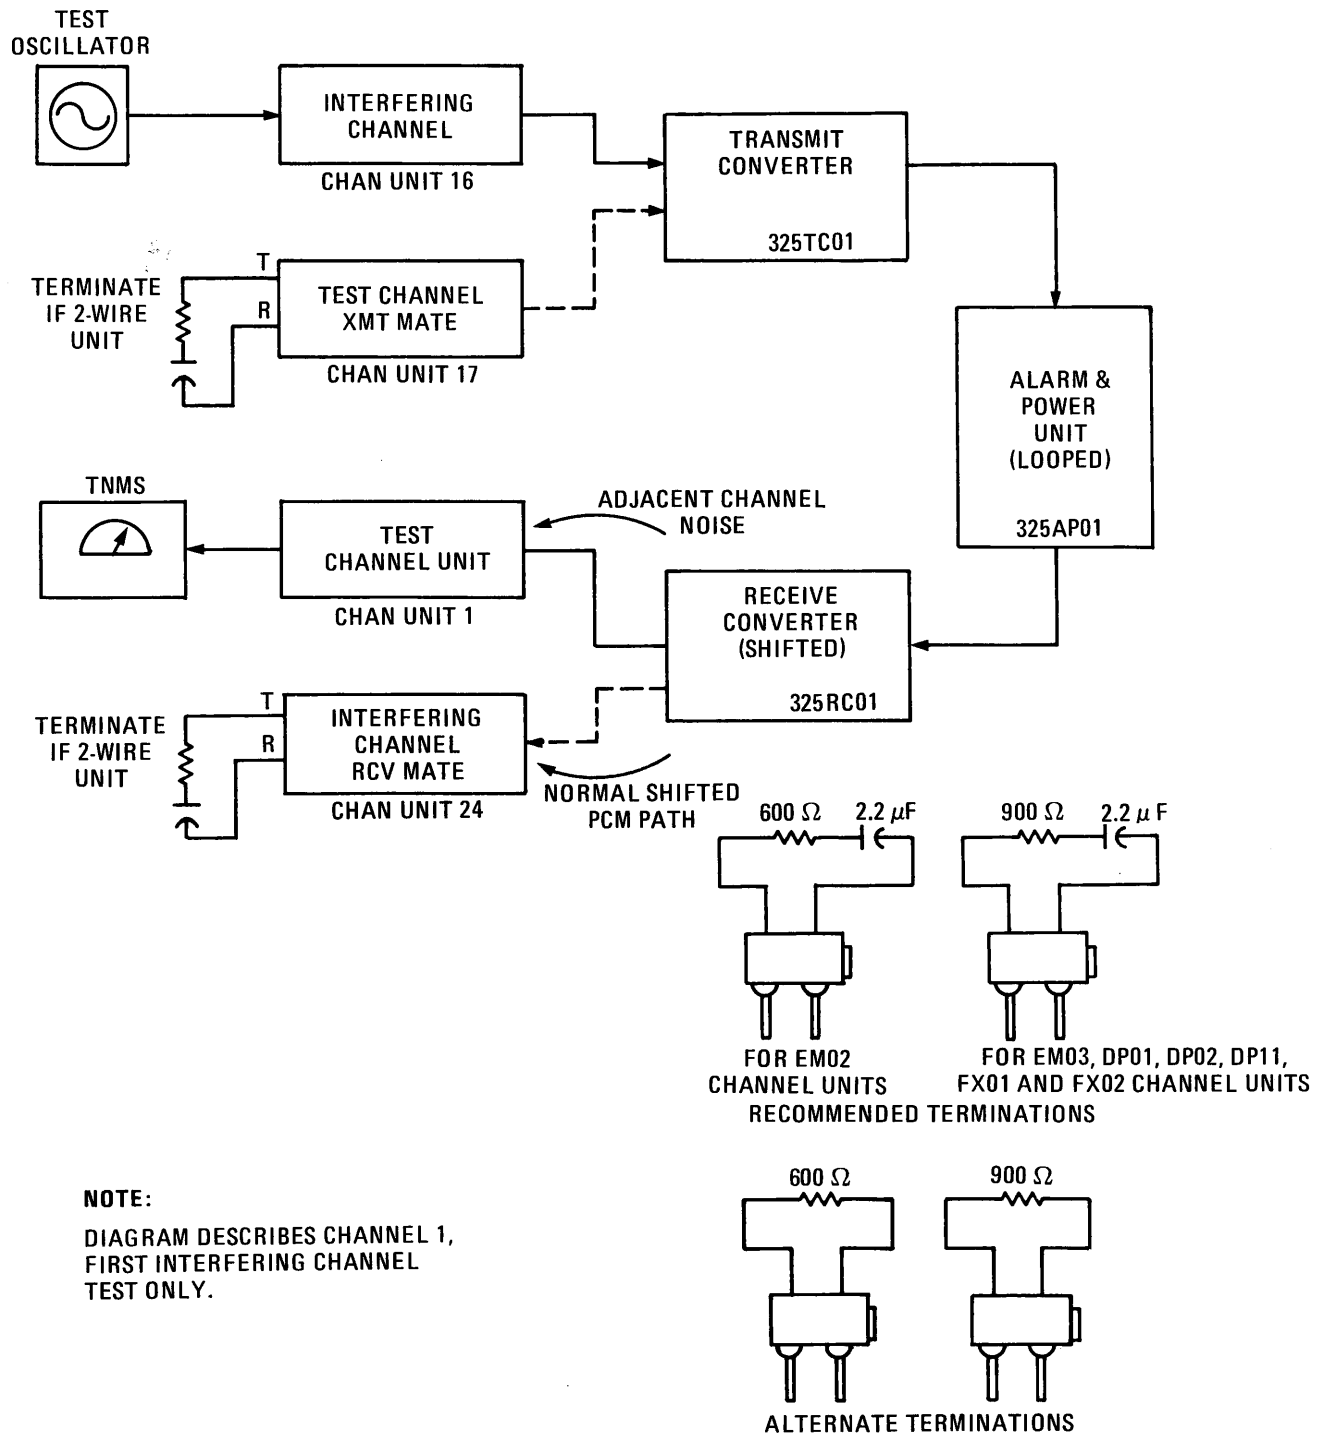 TEST
OSCILLATOR
INTERFERING
CHANNEL
CHAN UNIT 16
TRANSMIT
CONVERTER
325TC01
TERMINATE
IF 2-WIRE
UNIT
T
R
TEST CHANNEL
XMT MATE
CHAN UNIT 17
ALARM &
POWER
UNIT
(LOOPED)
325AP01
TNMS
TEST
CHANNEL UNIT
CHAN UNIT 1
ADJACENT CHANNEL
NOISE
RECEIVE
CONVERTER
(SHIFTED)
325RC01
TERMINATE
IF 2-WIRE
UNIT
T
R
INTERFERING
CHANNEL
RCV MATE
CHAN UNIT 24
NORMAL SHIFTED
PCM PATH
600 Ω 2.2 µF
900 Ω 2.2 µ F
FOR EM02
CHANNEL UNITS
FOR EM03, DP01, DP02, DP11,
FX01 AND FX02 CHANNEL UNITS
RECOMMENDED TERMINATIONS
600 Ω
900 Ω
ALTERNATE TERMINATIONS
NOTE:
DIAGRAM DESCRIBES CHANNEL 1,
FIRST INTERFERING CHANNEL
TEST ONLY.